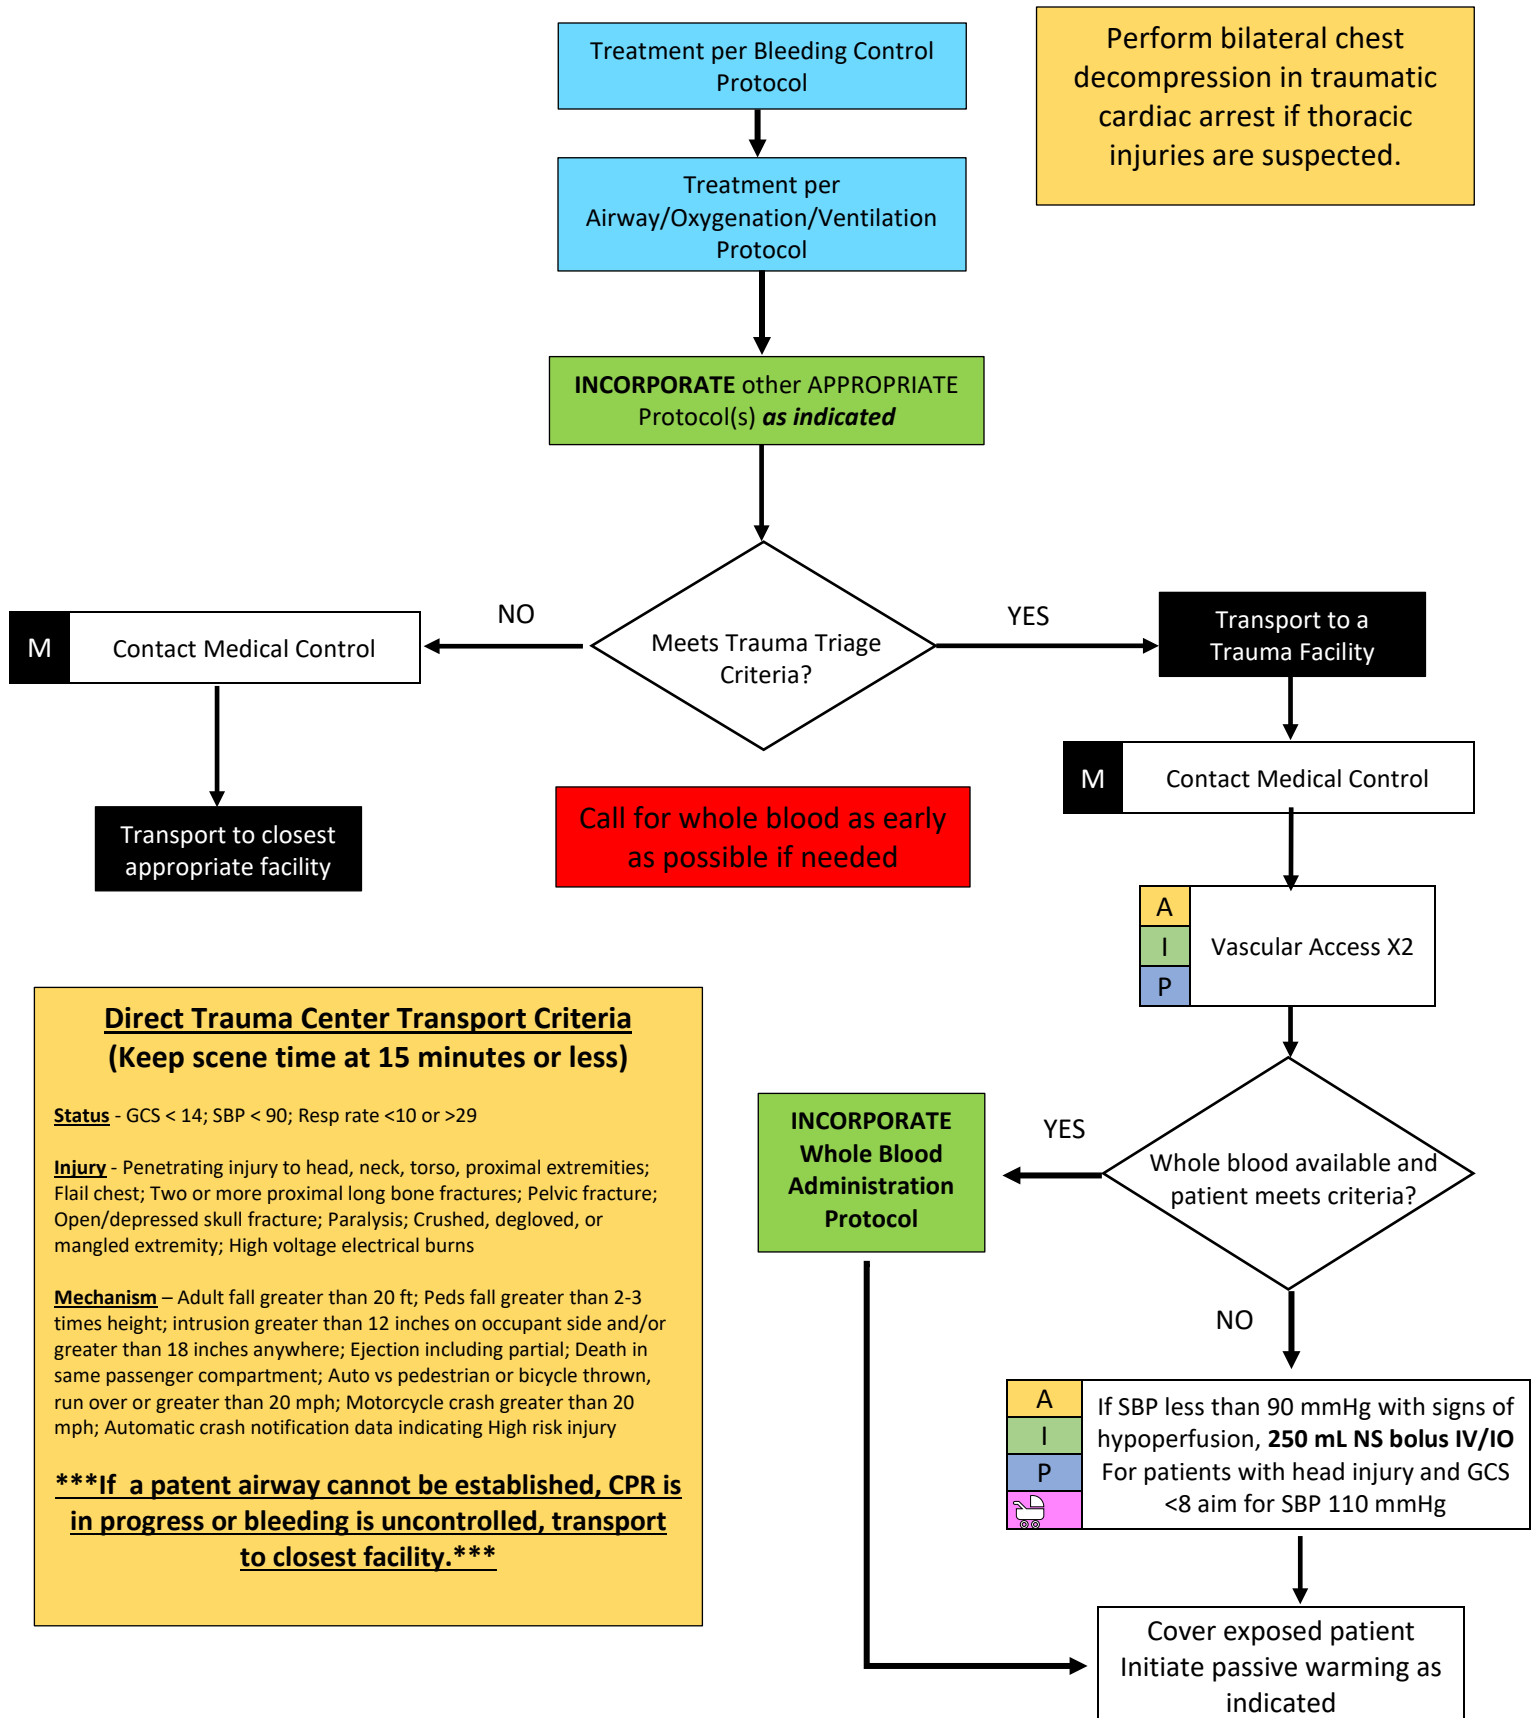 Treatment per Bleeding Control
Protocol
Perform bilateral chest
decompression in traumatic
cardiac arrest if thoracic
injuries are suspected.
Treatment per
Airway/Oxygenation/Ventilation
Protocol
INCORPORATE other APPROPRIATE
Protocol(s) as indicated
Meets Trauma Triage
Criteria?
NO
YES
M
Contact Medical Control
Transport to closest
appropriate facility
Transport to a
Trauma Facility
M
Contact Medical Control
Call for whole blood as early
as possible if needed
A
I
P
Vascular Access X2
Whole blood available and
patient meets criteria?
YES
NO
INCORPORATE
Whole Blood
Administration
Protocol
A
I
P
If SBP less than 90 mmHg with signs of
hypoperfusion, 250 mL NS bolus IV/IO
For patients with head injury and GCS
<8 aim for SBP 110 mmHg
Cover exposed patient
Initiate passive warming as
indicated
Direct Trauma Center Transport Criteria
(Keep scene time at 15 minutes or less)
Status - GCS < 14; SBP < 90; Resp rate <10 or >29
Injury - Penetrating injury to head, neck, torso, proximal extremities;
Flail chest; Two or more proximal long bone fractures; Pelvic fracture;
Open/depressed skull fracture; Paralysis; Crushed, degloved, or
mangled extremity; High voltage electrical burns
Mechanism – Adult fall greater than 20 ft; Peds fall greater than 2-3
times height; intrusion greater than 12 inches on occupant side and/or
greater than 18 inches anywhere; Ejection including partial; Death in
same passenger compartment; Auto vs pedestrian or bicycle thrown,
run over or greater than 20 mph; Motorcycle crash greater than 20
mph; Automatic crash notification data indicating High risk injury
***If a patent airway cannot be established, CPR is
in progress or bleeding is uncontrolled, transport
to closest facility.***